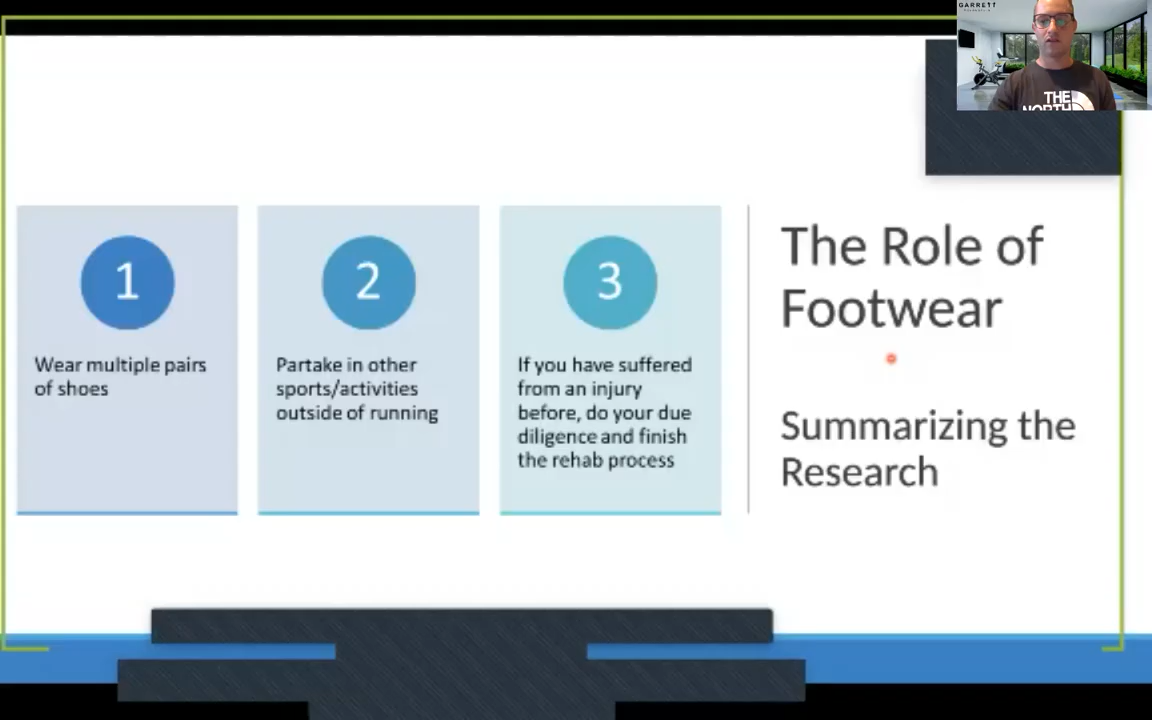 GARRETT
THE
NORTH
1
Wear multiple pairs
of shoes
2
Partake in other
sports/activities
outside of running
3
If you have suffered
from an injury
before, do your due
diligence and finish
the rehab process
The Role of
Footwear
Summarizing the
Research